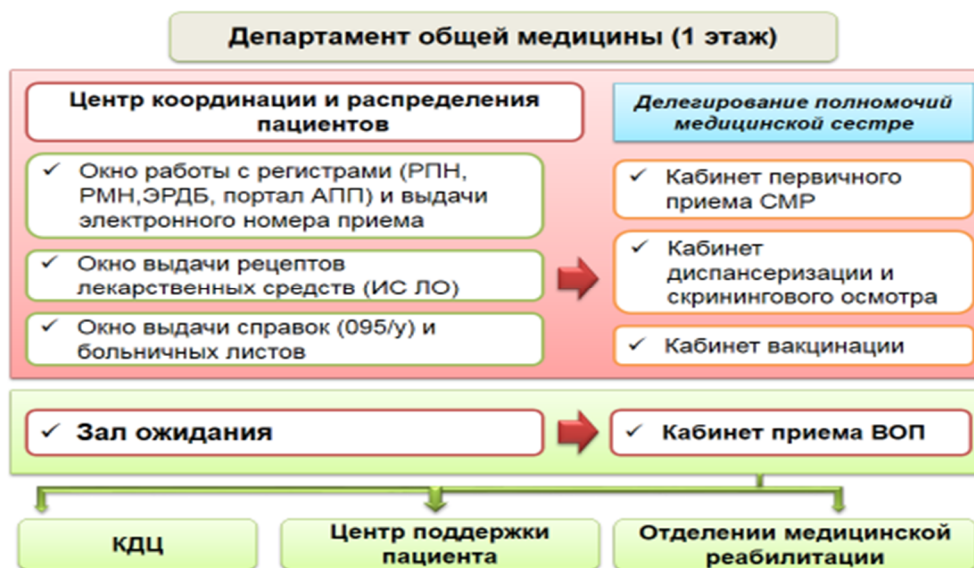 Департамент общей медицины (1 этаж)
Центр координации и распределения
пациентов
✓ Окно работы с регистрами (РПН,
РМН,ЭРДБ, портал АПП) и выдачи
электронного номера приема
✓ Окно выдачи рецептов
лекарственных средств (ИС ЛО)
✓ Окно выдачи справок (095/у) и
больничных листов
Делегирование полномочий
медицинской сестре
✓ Кабинет первичного
приема СМР
✓ Кабинет
диспансеризации и
скринингового осмотра
✓ Кабинет вакцинации
✓ Зал ожидания
✓ Кабинет приема ВОП
КДЦ
Центр поддержки
пациента
Отделении медицинской
реабилитации